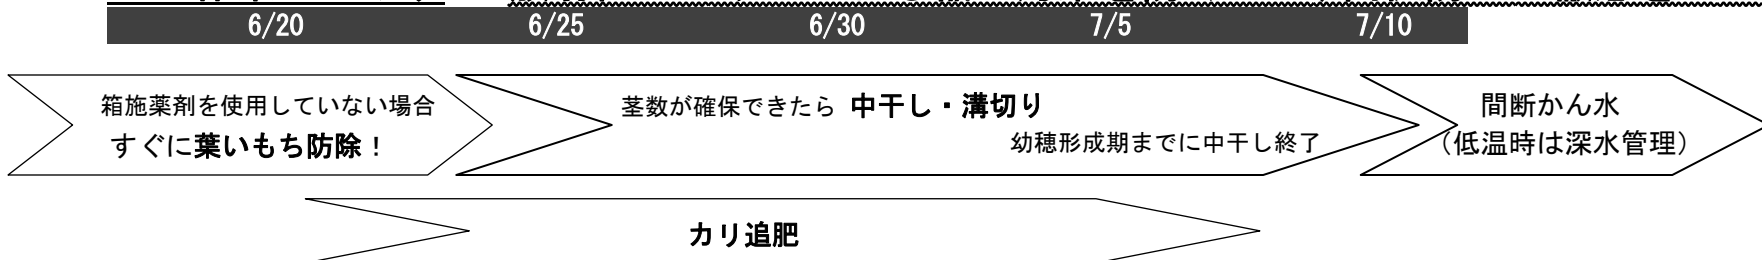 6/20 6/25 6/30 7/5 7/10
箱施薬剤を使用していない場合
すぐに葉いもち防除！
茎数が確保できたら 中干し・溝切り
幼穂形成期までに中干し終了
間断かん水
（低温時は深水管理）
カリ追肥